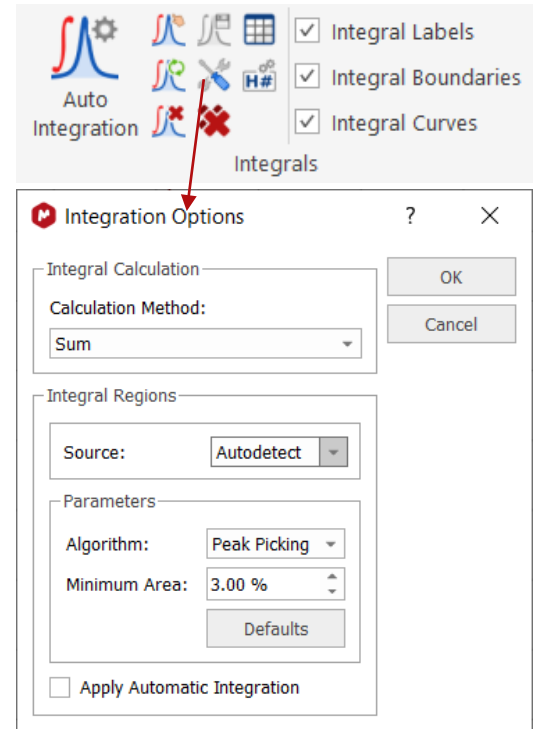 Integral Labels
H#
Integral Boundaries
Auto
Integration
Integral Curves
Integrals
Integration Options
?
Integral Calculation
OK
Calculation Method:
Cancel
Sum
Integral Regions
Source: Autodetect
Parameters
Algorithm: Peak Picking
Minimum Area: 3.00 %
Defaults
Apply Automatic Integration